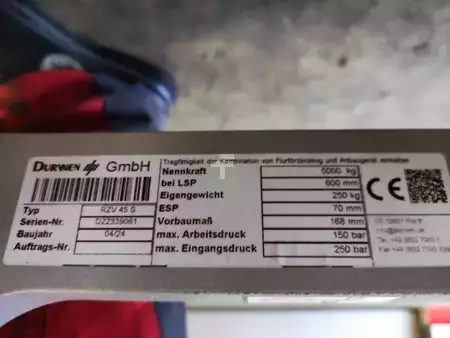 DURWEN GmbH
Tragfähigkeit der Kombination von Flurförderzeug und Anbaugerät einhalten
Nennkraft 5000 kg
bei LSP 600 mm
Eigengewicht 250 kg
ESP 70 mm
Vorbaumaß 168 mm
max. Arbeitsdruck 150 bar
max. Eingangsdruck 250 bar
Typ RZV 45 S
Serien-Nr.
Baujahr 04/24
Auftrags-Nr.
CE